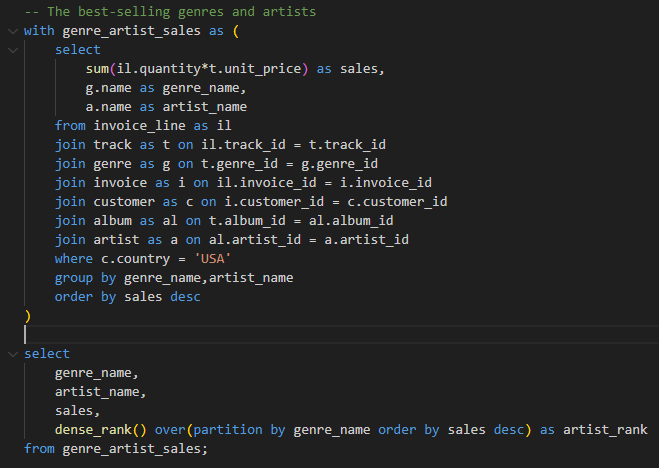 -- The best-selling genres and artists
with genre_artist_sales as (
select
sum(il.quantity*t.unit_price) as sales,
g.name as genre_name,
a.name as artist_name
from invoice_line as il
join track as t on il.track_id = t.track_id
join genre as g on t.genre_id = g.genre_id
join invoice as i on il.invoice_id = i.invoice_id
join customer as c on i.customer_id = c.customer_id
join album as al on t.album_id = al.album_id
join artist as a on al.artist_id = a.artist_id
where c.country = 'USA'
group by genre_name,artist_name
order by sales desc
)
select
genre_name,
artist_name,
sales,
dense_rank() over(partition by genre_name order by sales desc) as artist_rank
from genre_artist_sales;